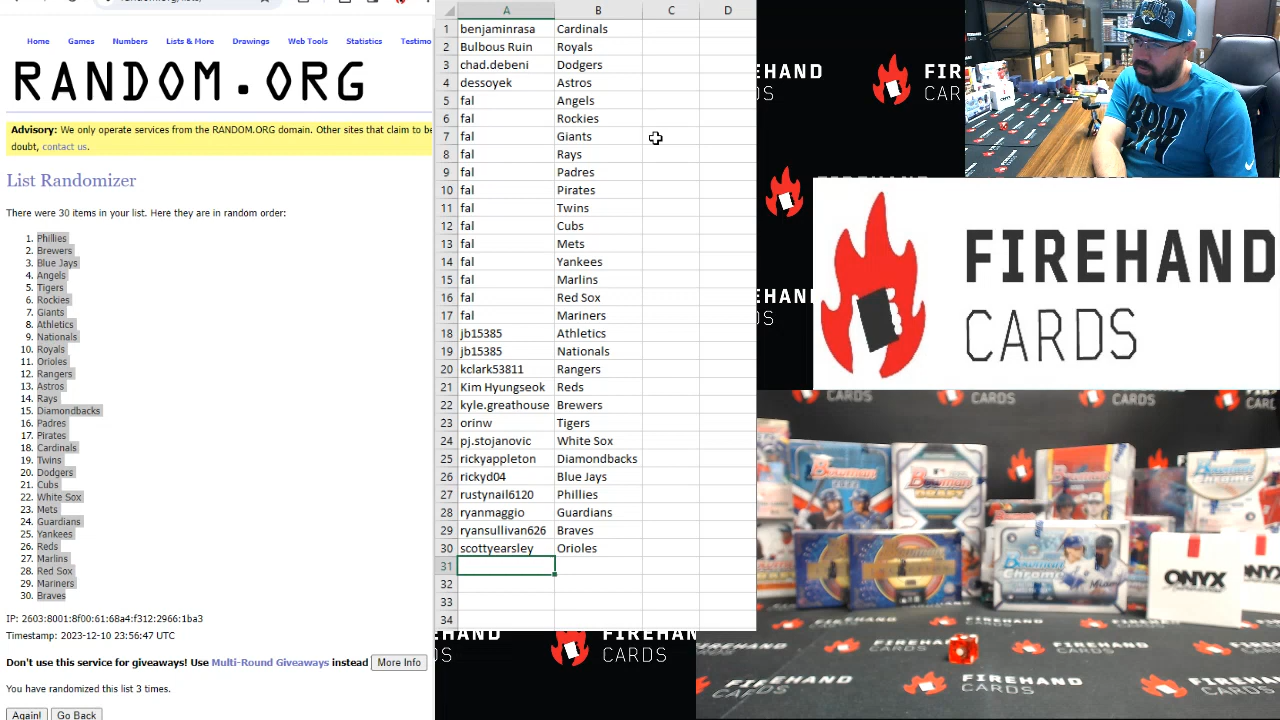 Home Games Numbers Lists & More Drawings Web Tools Statistics Testimo
RANDOM.ORG
Advisory: We only operate services from the RANDOM.ORG domain. Other sites that claim to be
doubt, contact us.
List Randomizer
There were 30 items in your list. Here they are in random order:
1. Phillies
2. Brewers
3. Blue Jays
4. Angels
5. Tigers
6. Rockies
7. Giants
8. Athletics
9. Nationals
10. Royals
11. Orioles
12. Rangers
13. Astros
14. Rays
15. Diamondbacks
16. Padres
17. Pirates
18. Cardinals
19. Twins
20. Dodgers
21. Cubs
22. White Sox
23. Mets
24. Guardians
25. Yankees
26. Reds
27. Marlins
28. Red Sox
29. Mariners
30. Braves
IP: 2603:8001:8f00:61:68a4:f312:2966:1ba3
Timestamp: 2023-12-10 23:56:47 UTC
Don't use this service for giveaways! Use Multi-Round Giveaways instead More Info
You have randomized this list 3 times.
Again! Go Back
A B C D
1 benjaminrasa Cardinals
2 Bulbous Ruin Royals
3 chad.debeni Dodgers
4 dessoyek Astros
5 fal Angels
6 fal Rockies
7 fal Giants
8 fal Rays
9 fal Padres
10 fal Pirates
11 fal Twins
12 fal Cubs
13 fal Mets
14 fal Yankees
15 fal Marlins
16 fal Red Sox
17 fal Mariners
18 jb15385 Athletics
19 jb15385 Nationals
20 kclark53811 Rangers
21 Kim Hyungseok Reds
22 kyle.greathouse Brewers
23 orinw Tigers
24 pj.stojanovic White Sox
25 rickyappleton Diamondbacks
26 rickyd04 Blue Jays
27 rustynail6120 Phillies
28 ryanmaggio Guardians
29 ryansullivan626 Braves
30 scottyearsley Orioles
31
32
33
34
FIREHAND
CARDS
Bowman
Bowman
Bowman
Chrome
ONYX
FIREHAND
CARDS